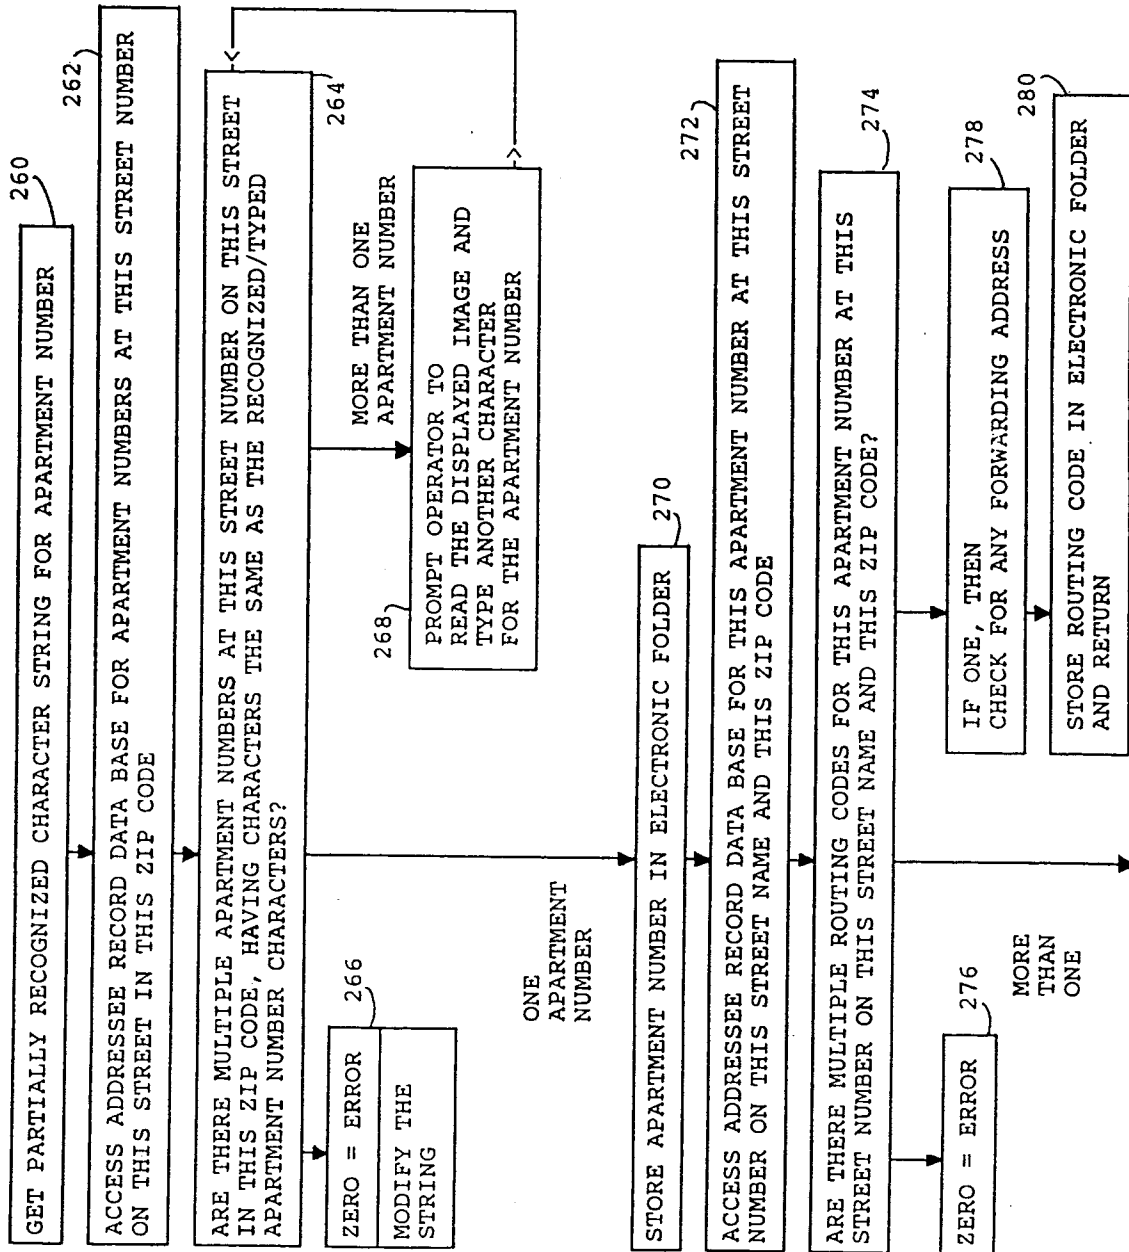 GET PARTIALLY RECOGNIZED CHARACTER STRING FOR APARTMENT NUMBER
260
262
ACCESS ADDRESSEE RECORD DATA BASE FOR APARTMENT NUMBERS AT THIS STREET NUMBER
ON THIS STREET IN THIS ZIP CODE
ARE THERE MULTIPLE APARTMENT NUMBERS AT THIS STREET NUMBER ON THIS STREET
IN THIS ZIP CODE, HAVING CHARACTERS THE SAME AS THE RECOGNIZED/TYPED
APARTMENT NUMBER CHARACTERS?
264
ZERO = ERROR
266
MODIFY THE
STRING
MORE THAN ONE
APARTMENT NUMBER
268
PROMPT OPERATOR TO
READ THE DISPLAYED IMAGE AND
TYPE ANOTHER CHARACTER
FOR THE APARTMENT NUMBER
ONE
APARTMENT
NUMBER
STORE APARTMENT NUMBER IN ELECTRONIC FOLDER
270
272
ACCESS ADDRESSEE RECORD DATA BASE FOR THIS APARTMENT NUMBER AT THIS STREET
NUMBER ON THIS STREET NAME AND THIS ZIP CODE
274
ARE THERE MULTIPLE ROUTING CODES FOR THIS APARTMENT NUMBER AT THIS
STREET NUMBER ON THIS STREET NAME AND THIS ZIP CODE?
ZERO = ERROR
276
MORE
THAN
ONE
278
IF ONE, THEN
CHECK FOR ANY FORWARDING ADDRESS
280
STORE ROUTING CODE IN ELECTRONIC FOLDER
AND RETURN